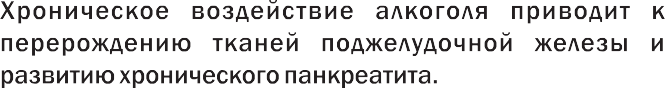 Хроническое воздействие алкоголя приводит к
перерождению тканей поджелудочной железы и
развитию хронического панкреатита.